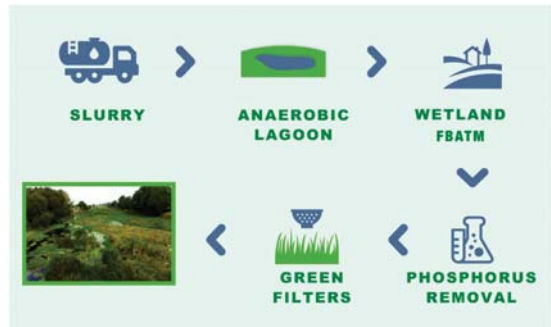 SLURRY
ANAEROBIC
LAGOON
WETLAND
FBATM
PHOSPHORUS
REMOVAL
GREEN
FILTERS